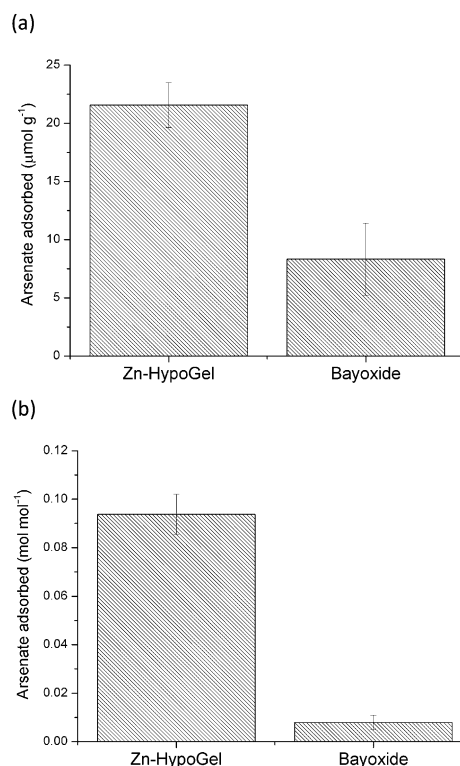 (a)
25
20
15
10
5
0
Arsenate adsorbed (μmol g⁻¹)
Zn-HypoGel Bayoxide
(b)
0.12
0.10
0.08
0.06
0.04
0.02
0.00
Arsenate adsorbed (mol mol⁻¹)
Zn-HypoGel Bayoxide